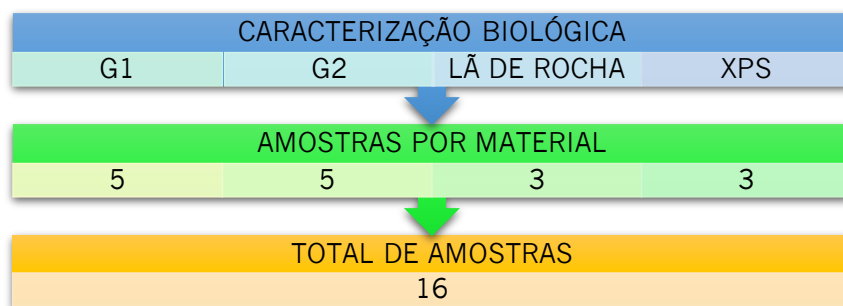 CARACTERIZAÇÃO BIOLÓGICA
G1 G2 LÃ DE ROCHA XPS
AMOSTRAS POR MATERIAL
5 5 3 3
TOTAL DE AMOSTRAS
16